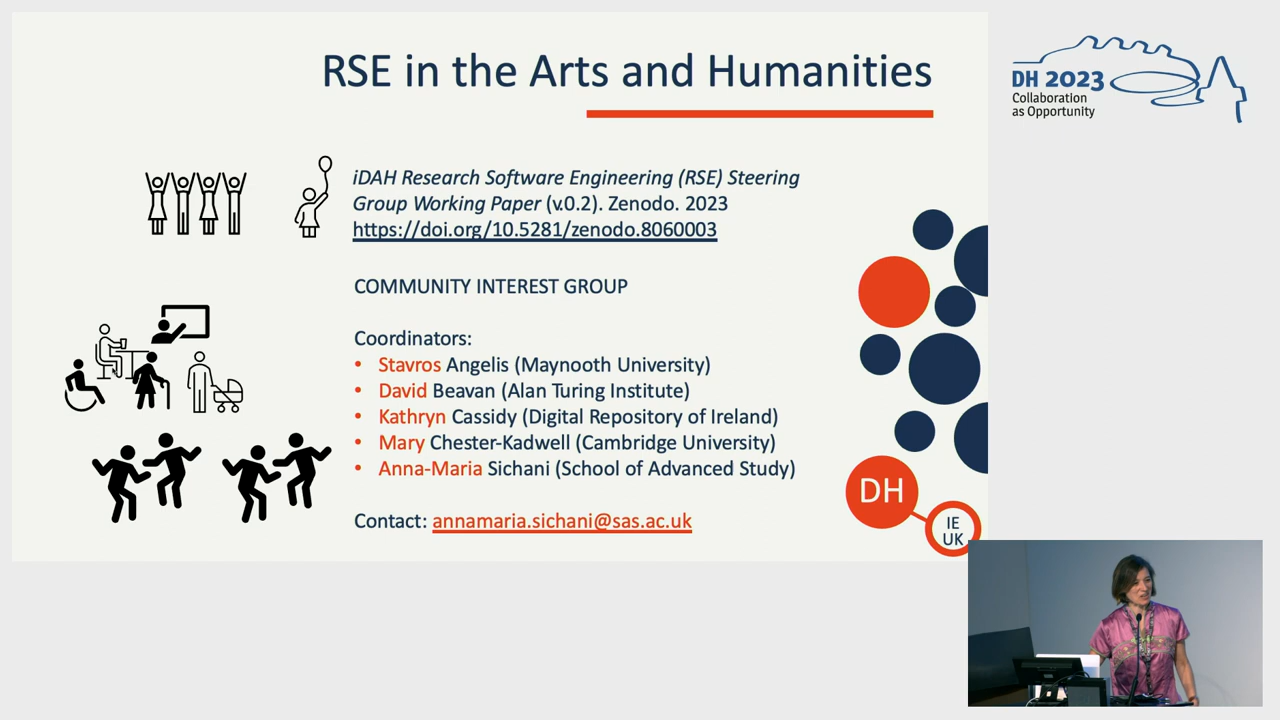 RSE in the Arts and Humanities
DH 2023
Collaboration
as Opportunity
iDAH Research Software Engineering (RSE) Steering
Group Working Paper (v.0.2). Zenodo. 2023
https://doi.org/10.5281/zenodo.8060003
COMMUNITY INTEREST GROUP
Coordinators:
• Stavros Angelis (Maynooth University)
• David Beavan (Alan Turing Institute)
• Kathryn Cassidy (Digital Repository of Ireland)
• Mary Chester-Kadwell (Cambridge University)
• Anna-Maria Sichani (School of Advanced Study)
Contact: annamaria.sichani@sas.ac.uk
DH
IE
UK